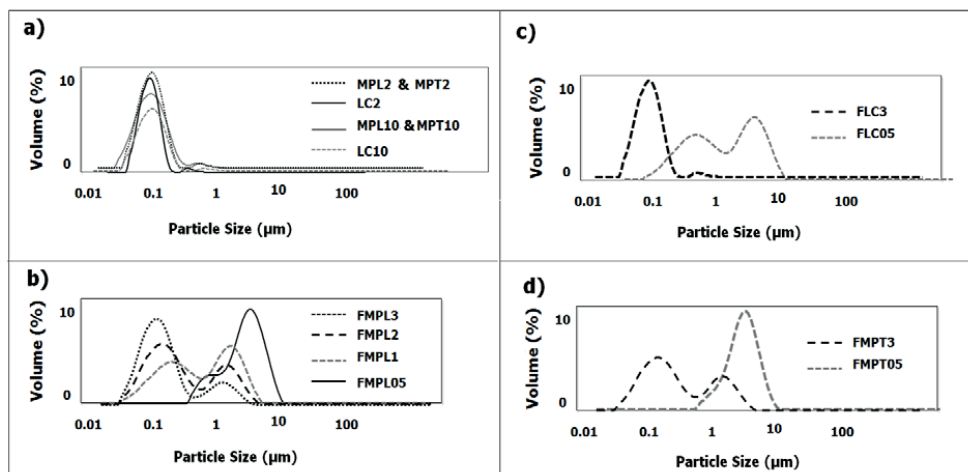 a)
Volume (%)
10
0
MPL2 & MPT2
LC2
MPL10 &MPT10
LC10
0.01 0.1 1 10 100
Particle Size (µm)
b)
Volume (%)
10
0
FMPL3
FMPL2
FMPL1
FMPL05
0.01 0.1 1 10 100
Particle Size (µm)
c)
Volume (%)
10
0
FLC3
FLC05
0.01 0.1 1 10 100
Particle Size (µm)
d)
Volume (%)
10
0
FMPT3
FMPT05
0.01 0.1 1 10 100
Particle Size (µm)